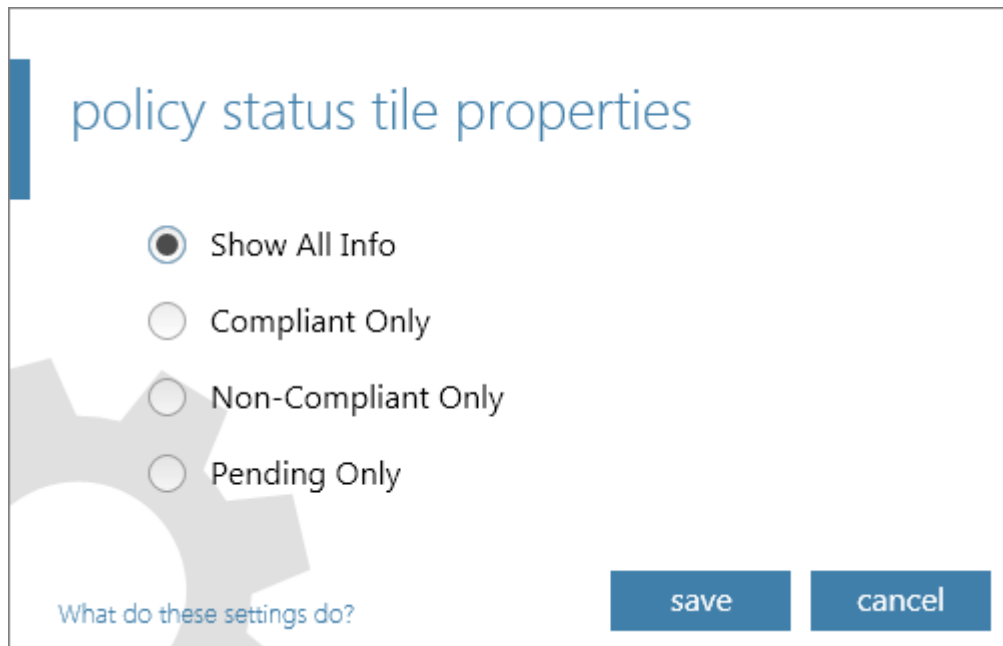 policy status tile properties
Show All Info
Compliant Only
Non-Compliant Only
Pending Only
What do these settings do?
save
cancel